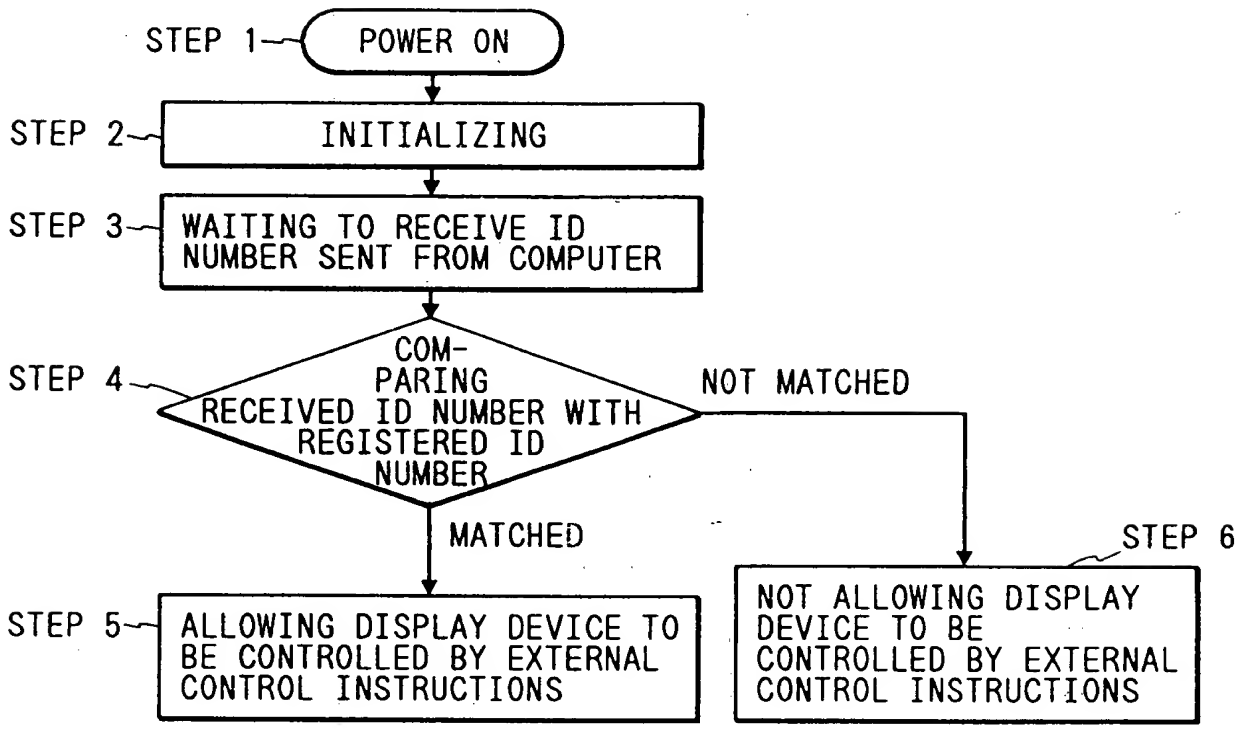 STEP 1
POWER ON
STEP 2
INITIALIZING
STEP 3
WAITING TO RECEIVE ID
NUMBER SENT FROM COMPUTER
STEP 4
COM-
PARING
RECEIVED ID NUMBER WITH
REGISTERED ID
NUMBER
NOT MATCHED
MATCHED
STEP 5
ALLOWING DISPLAY DEVICE TO
BE CONTROLLED BY EXTERNAL
CONTROL INSTRUCTIONS
STEP 6
NOT ALLOWING DISPLAY
DEVICE TO BE
CONTROLLED BY EXTERNAL
CONTROL INSTRUCTIONS